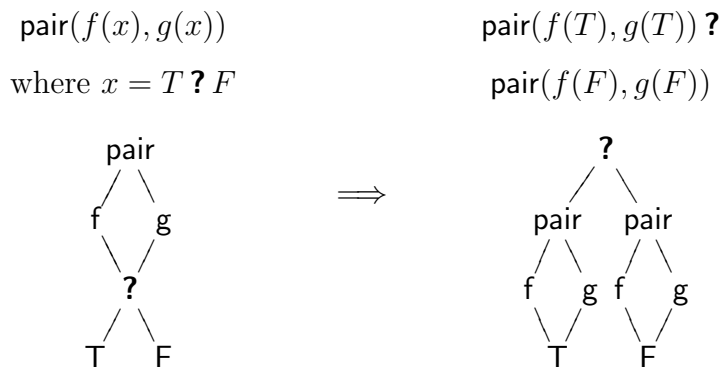 pair(f(x), g(x))
where x = T ? F
pair
f g
?
T F
⟹
pair(f(T), g(T)) ?
pair(f(F), g(F))
?
pair pair
f g f g
T F